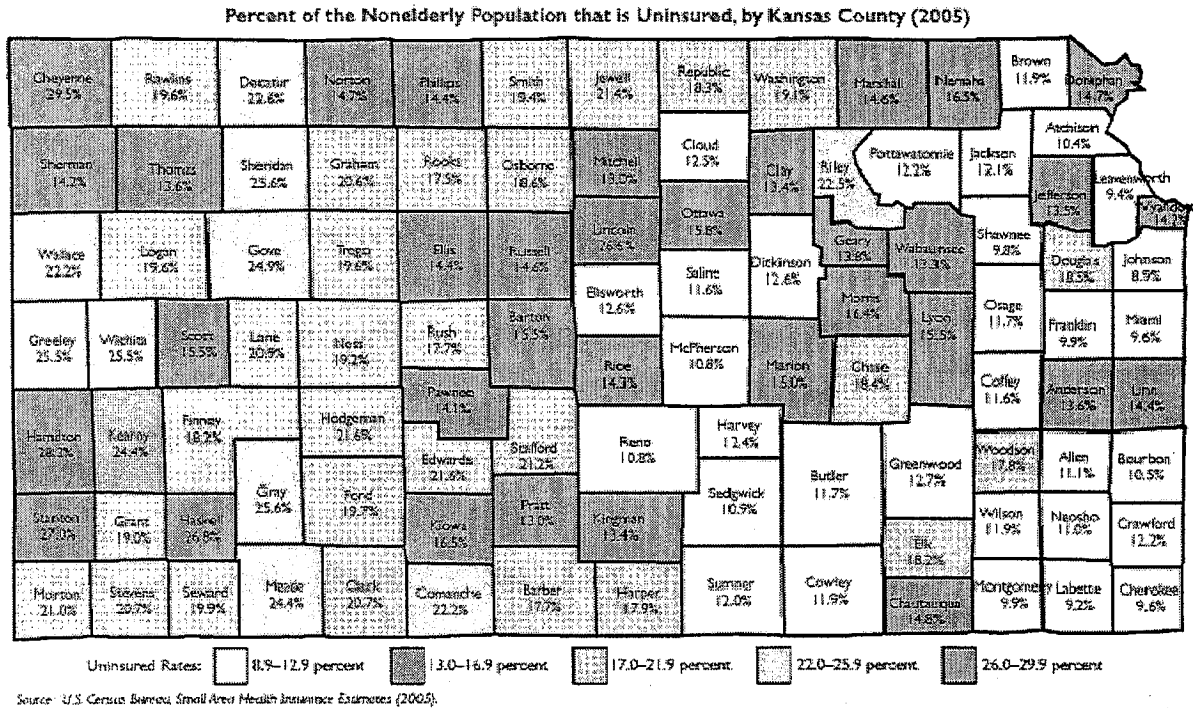 Percent of the Nonelderly Population that is Uninsured, by Kansas County (2005)
Cheyenne
29.5%
Rawlins
19.6%
Decatur
22.6%
Norton
4.7%
Phillips
14.4%
Smith
19.4%
Jewell
21.4%
Republic
18.3%
Washington
19.1%
Marshall
14.6%
Nemaha
16.5%
Brown
11.9%
Doniphan
14.7%
Atchison
10.4%
Sherman
14.2%
Thomas
13.6%
Sheridan
25.6%
Graham
20.6%
Rooks
17.5%
Osborne
18.6%
Mitchell
13.0%
Cloud
12.5%
Clay
13.4%
Riley
22.5%
Pottawatomie
12.2%
Jackson
12.1%
Jefferson
13.5%
Leavenworth
9.4%
14.2%
Wallace
22.2%
Logan
19.6%
Gove
24.9%
Trego
19.6%
Ellis
14.4%
Russell
14.6%
Lincoln
Ottawa
15.8%
Saline
11.6%
Dickinson
12.6%
Geary
13.8%
Wabaunsee
13.3%
Shawnee
9.8%
Douglas
18.5%
Johnson
8.9%
Ellsworth
12.6%
Morris
16.4%
Lyon
15.5%
Osage
11.7%
Franklin
9.9%
Miami
9.6%
Greeley
25.5%
Wichita
25.5%
Scott
15.5%
Lane
20.9%
Ness
19.2%
Rush
17.7%
Barton
15.5%
Rice
14.3%
McPherson
10.8%
Marion
15.0%
Chase
18.4%
Coffey
11.6%
Anderson
13.6%
Linn
14.4%
Pawnee
14.1%
Hamilton
28.2%
Kearny
24.4%
Finney
18.2%
Hodgeman
21.6%
Edwards
21.6%
Stafford
21.2%
Reno
10.8%
Harvey
12.4%
Butler
11.7%
Greenwood
12.7%
Woodson
17.8%
Allen
11.1%
Bourbon
10.5%
Gray
25.6%
Ford
19.7%
Sedgwick
10.9%
Stanton
27.3%
Grant
19.0%
Haskell
26.8%
Kiowa
16.5%
Pratt
13.0%
Kingman
13.4%
Wilson
11.9%
Neosho
11.0%
Crawford
12.2%
Elk
18.2%
Morton
21.0%
Stevens
20.7%
Seward
19.9%
Meade
24.4%
Clark
20.7%
Comanche
22.2%
Barber
17.7%
Harper
17.9%
Sumner
12.0%
Cowley
11.9%
Chautauqua
14.8%
Montgomery
9.9%
Labette
9.2%
Cherokee
9.6%
Uninsured Rates: 8.9–12.9 percent 13.0–16.9 percent 17.0–21.9 percent 22.0–25.9 percent 26.0–29.9 percent
Source: U.S. Census Bureau, Small Area Health Insurance Estimates (2005).